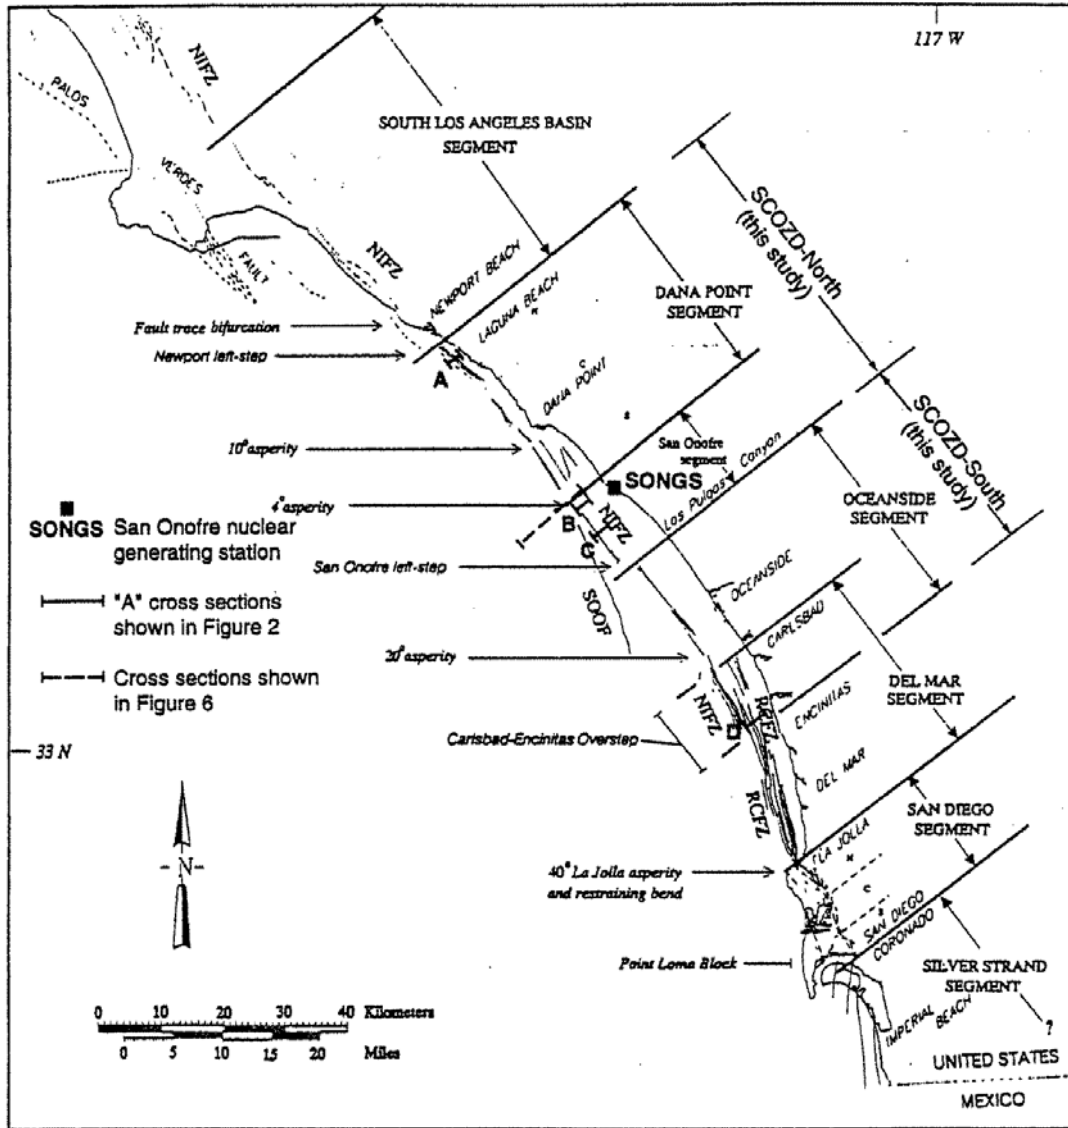 117 W
NIFZ
PALOS
VERDES
FAULT
SOUTH LOS ANGELES BASIN
SEGMENT
NIFZ
NEWPORT BEACH
LAGUNA BEACH
N
DANA POINT
SEGMENT
SCOZD-North
(this study)
Fault trace bifurcation
Newport left-step
A
DANA POINT
C
s
10° asperity
San Onofre
segment
Los Pulgas Canyon
SCOZD-South
(this study)
SONGS
4° asperity
NIFZ
B
C
OCEANSIDE
SEGMENT
SONGS San Onofre nuclear
generating station
San Onofre left-step
SOOF
OCEANSIDE
"A" cross sections
shown in Figure 2
CARLSBAD
20° asperity
Cross sections shown
in Figure 6
DEL MAR
SEGMENT
NIFZ
RCFZ
ENCINITAS
Carlsbad-Encinitas Overstep
33 N
DEL MAR
RCFZ
SAN DIEGO
SEGMENT
N
LA JOLLA
N
40° La Jolla asperity
and restraining bend
C
s
SAN DIEGO
CORONADO
Point Loma Block
SILVER STRAND
SEGMENT
IMPERIAL BEACH
?
0 10 20 30 40 Kilometers
0 5 10 15 20 Miles
UNITED STATES
MEXICO